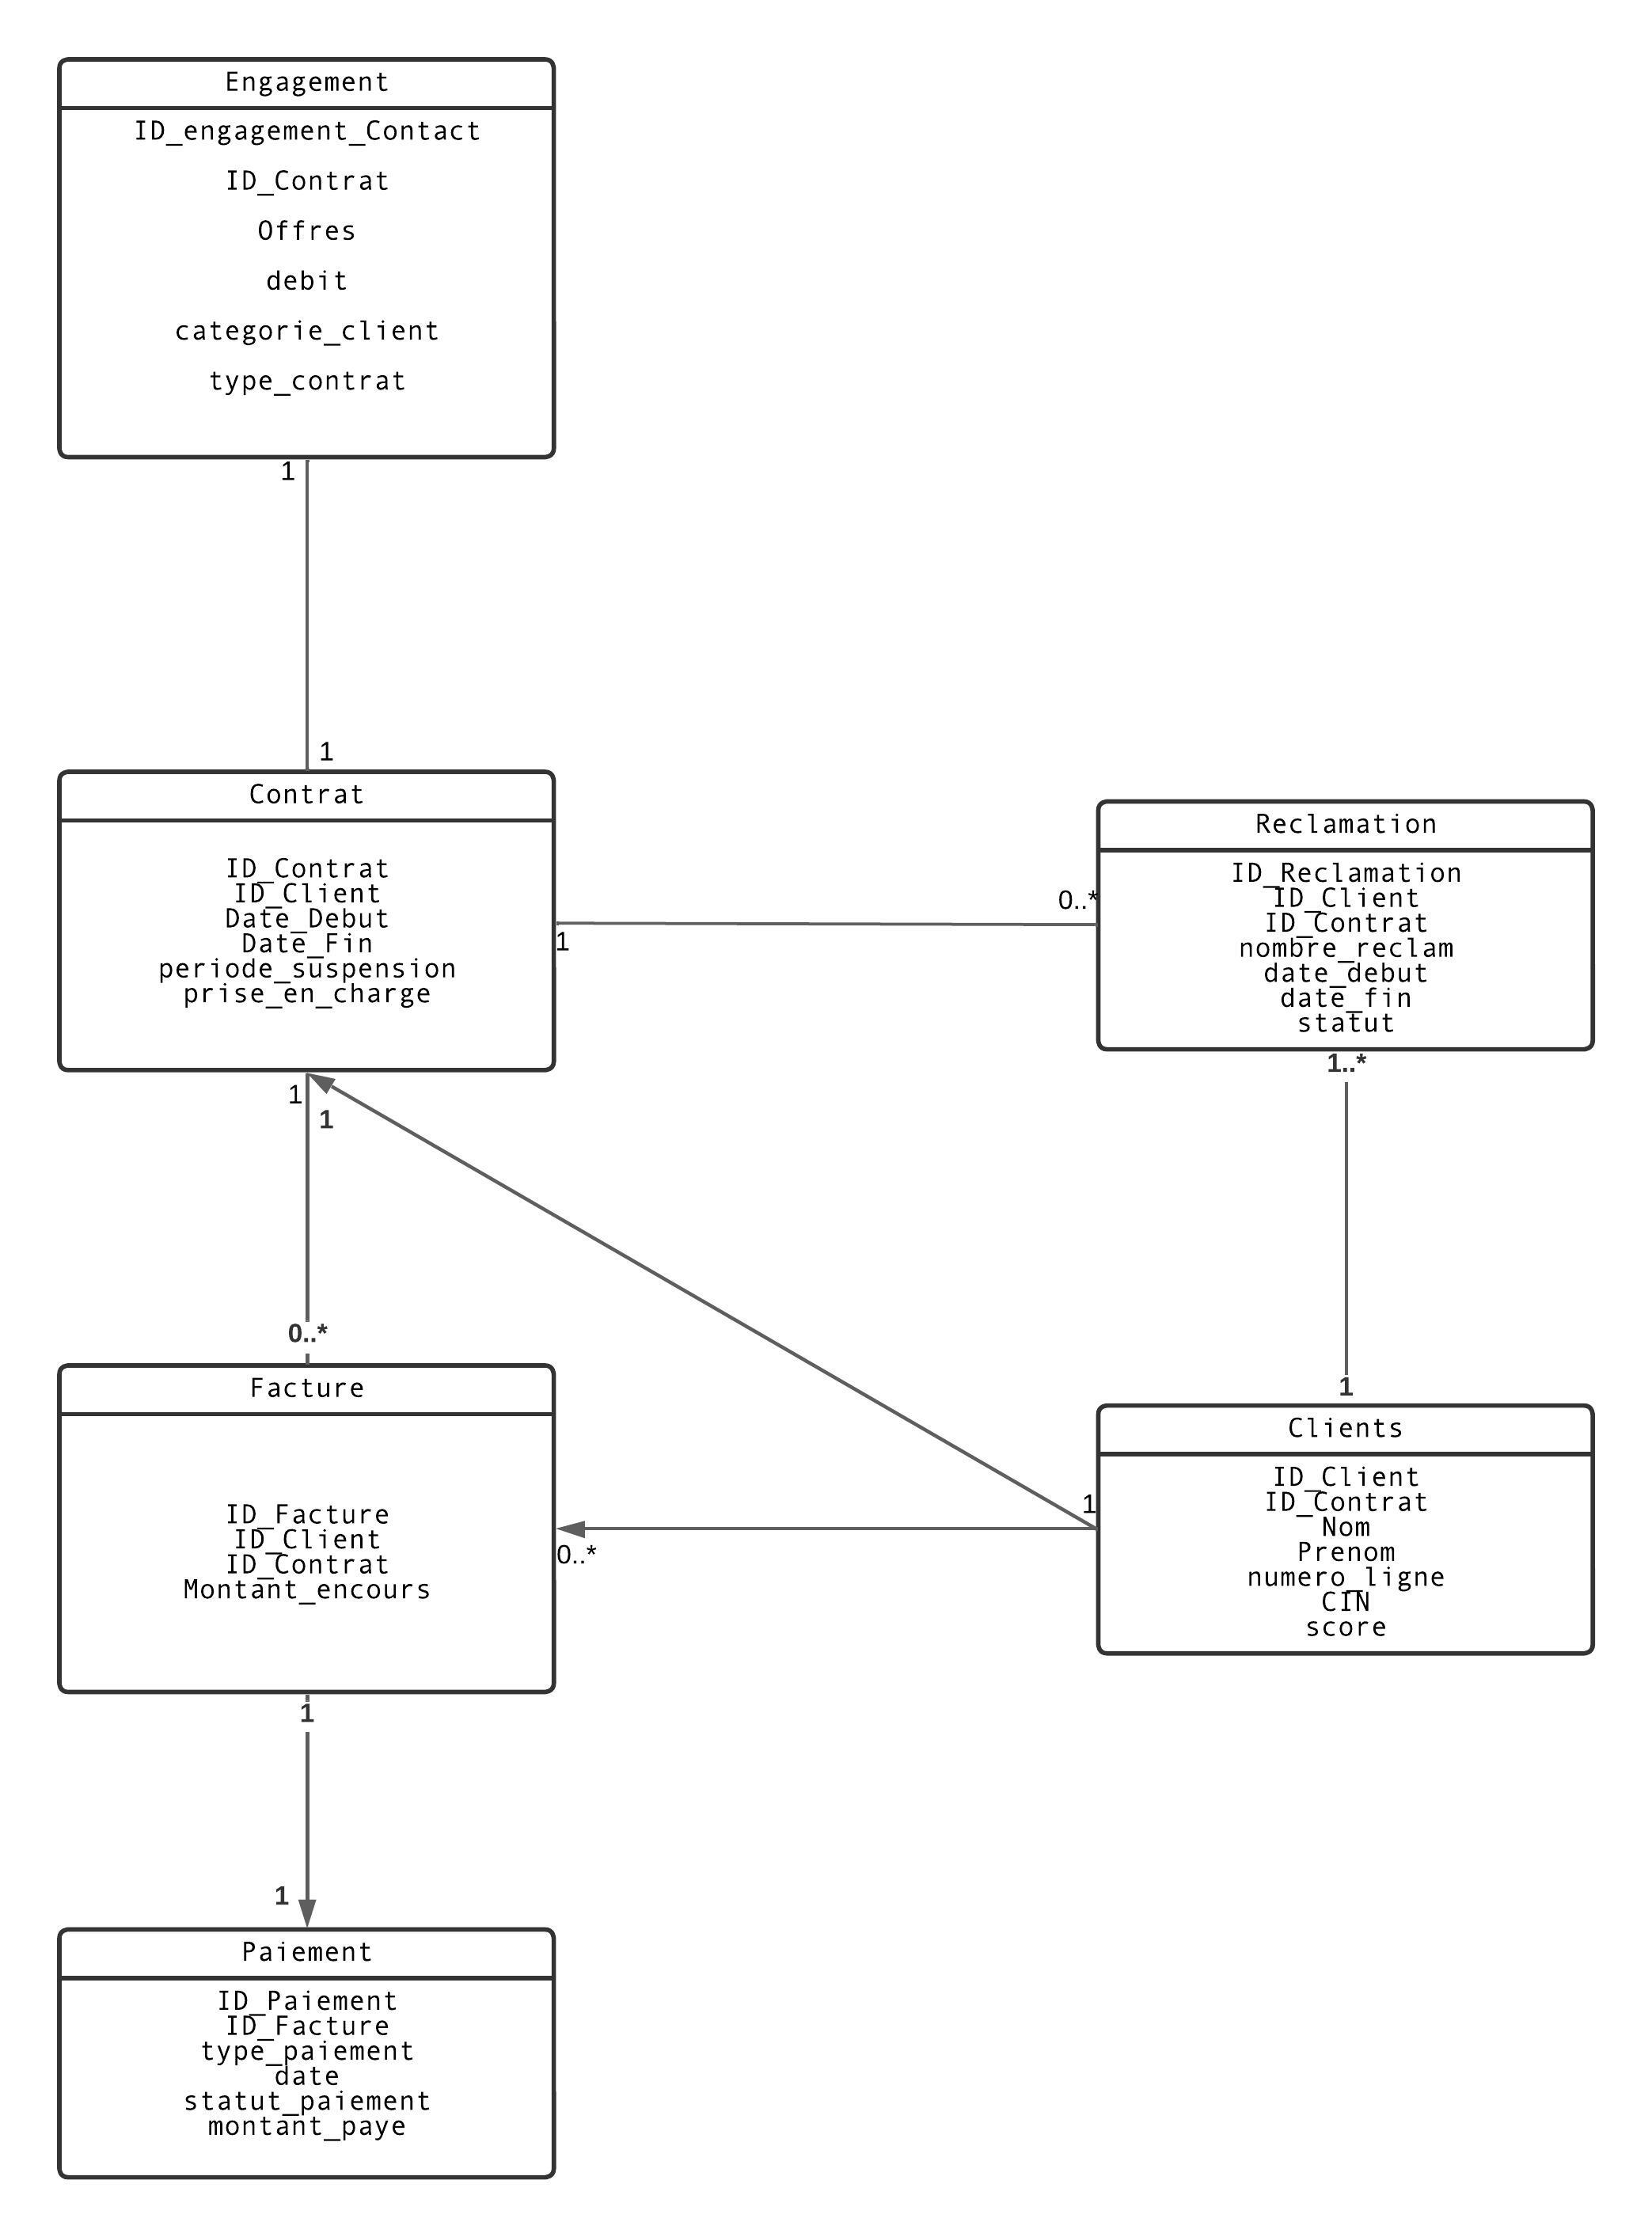 Engagement
ID_engagement_Contact
ID_Contrat
Offres
debit
categorie_client
type_contrat
1
1
Contrat
ID_Contrat
ID_Client
Date_Debut
Date_Fin
periode_suspension
prise_en_charge
1
0..*
Reclamation
ID_Reclamation
ID_Client
ID_Contrat
nombre_reclam
date_debut
date_fin
statut
1..*
1
1
1
0..*
Facture
ID_Facture
ID_Client
ID_Contrat
Montant_encours
0..*
1
Clients
ID_Client
ID_Contrat
Nom
Prenom
numero_ligne
CIN
score
1
1
Paiement
ID_Paiement
ID_Facture
type_paiement
date
statut_paiement
montant_paye